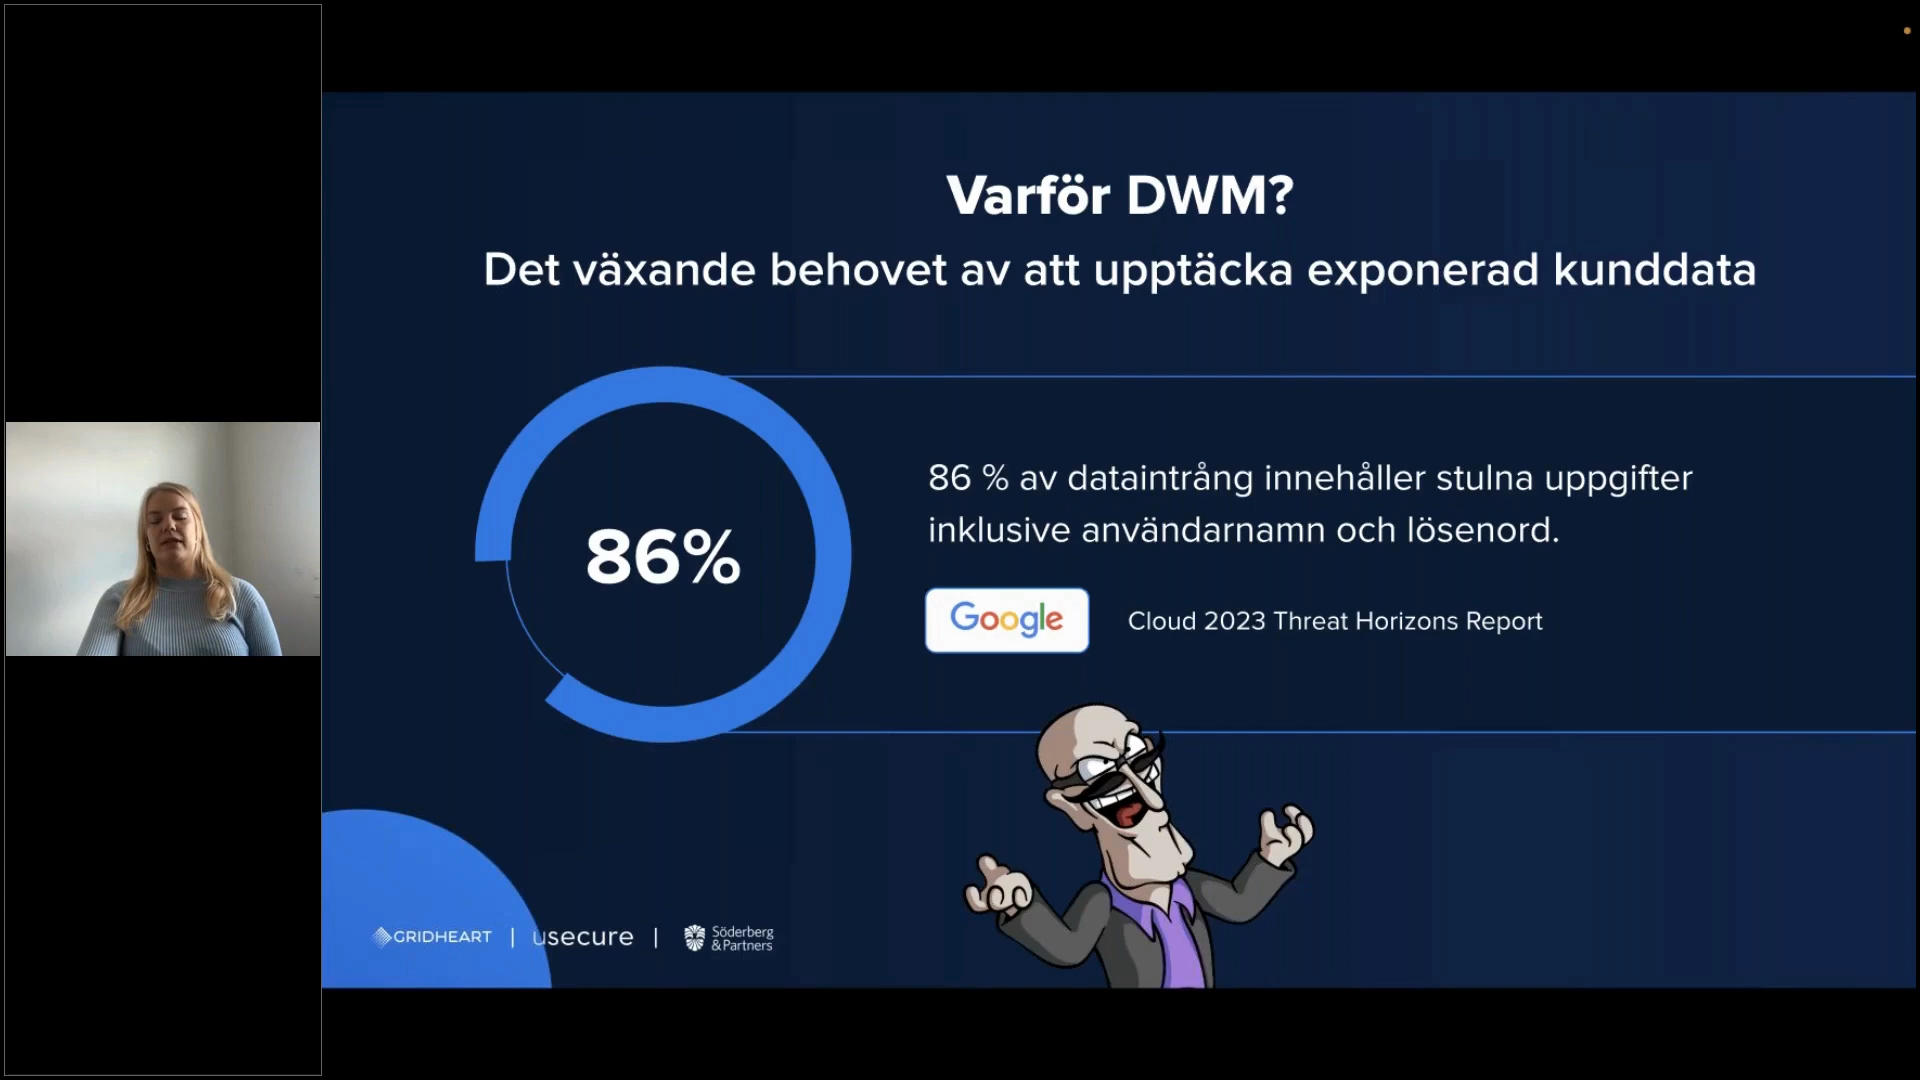 Varför DWM?
Det växande behovet av att upptäcka exponerad kunddata
86%
86 % av dataintrång innehåller stulna uppgifter
inklusive användarnamn och lösenord.
Google
Cloud 2023 Threat Horizons Report
GRIDHEART | usecure | Söderberg
&Partners